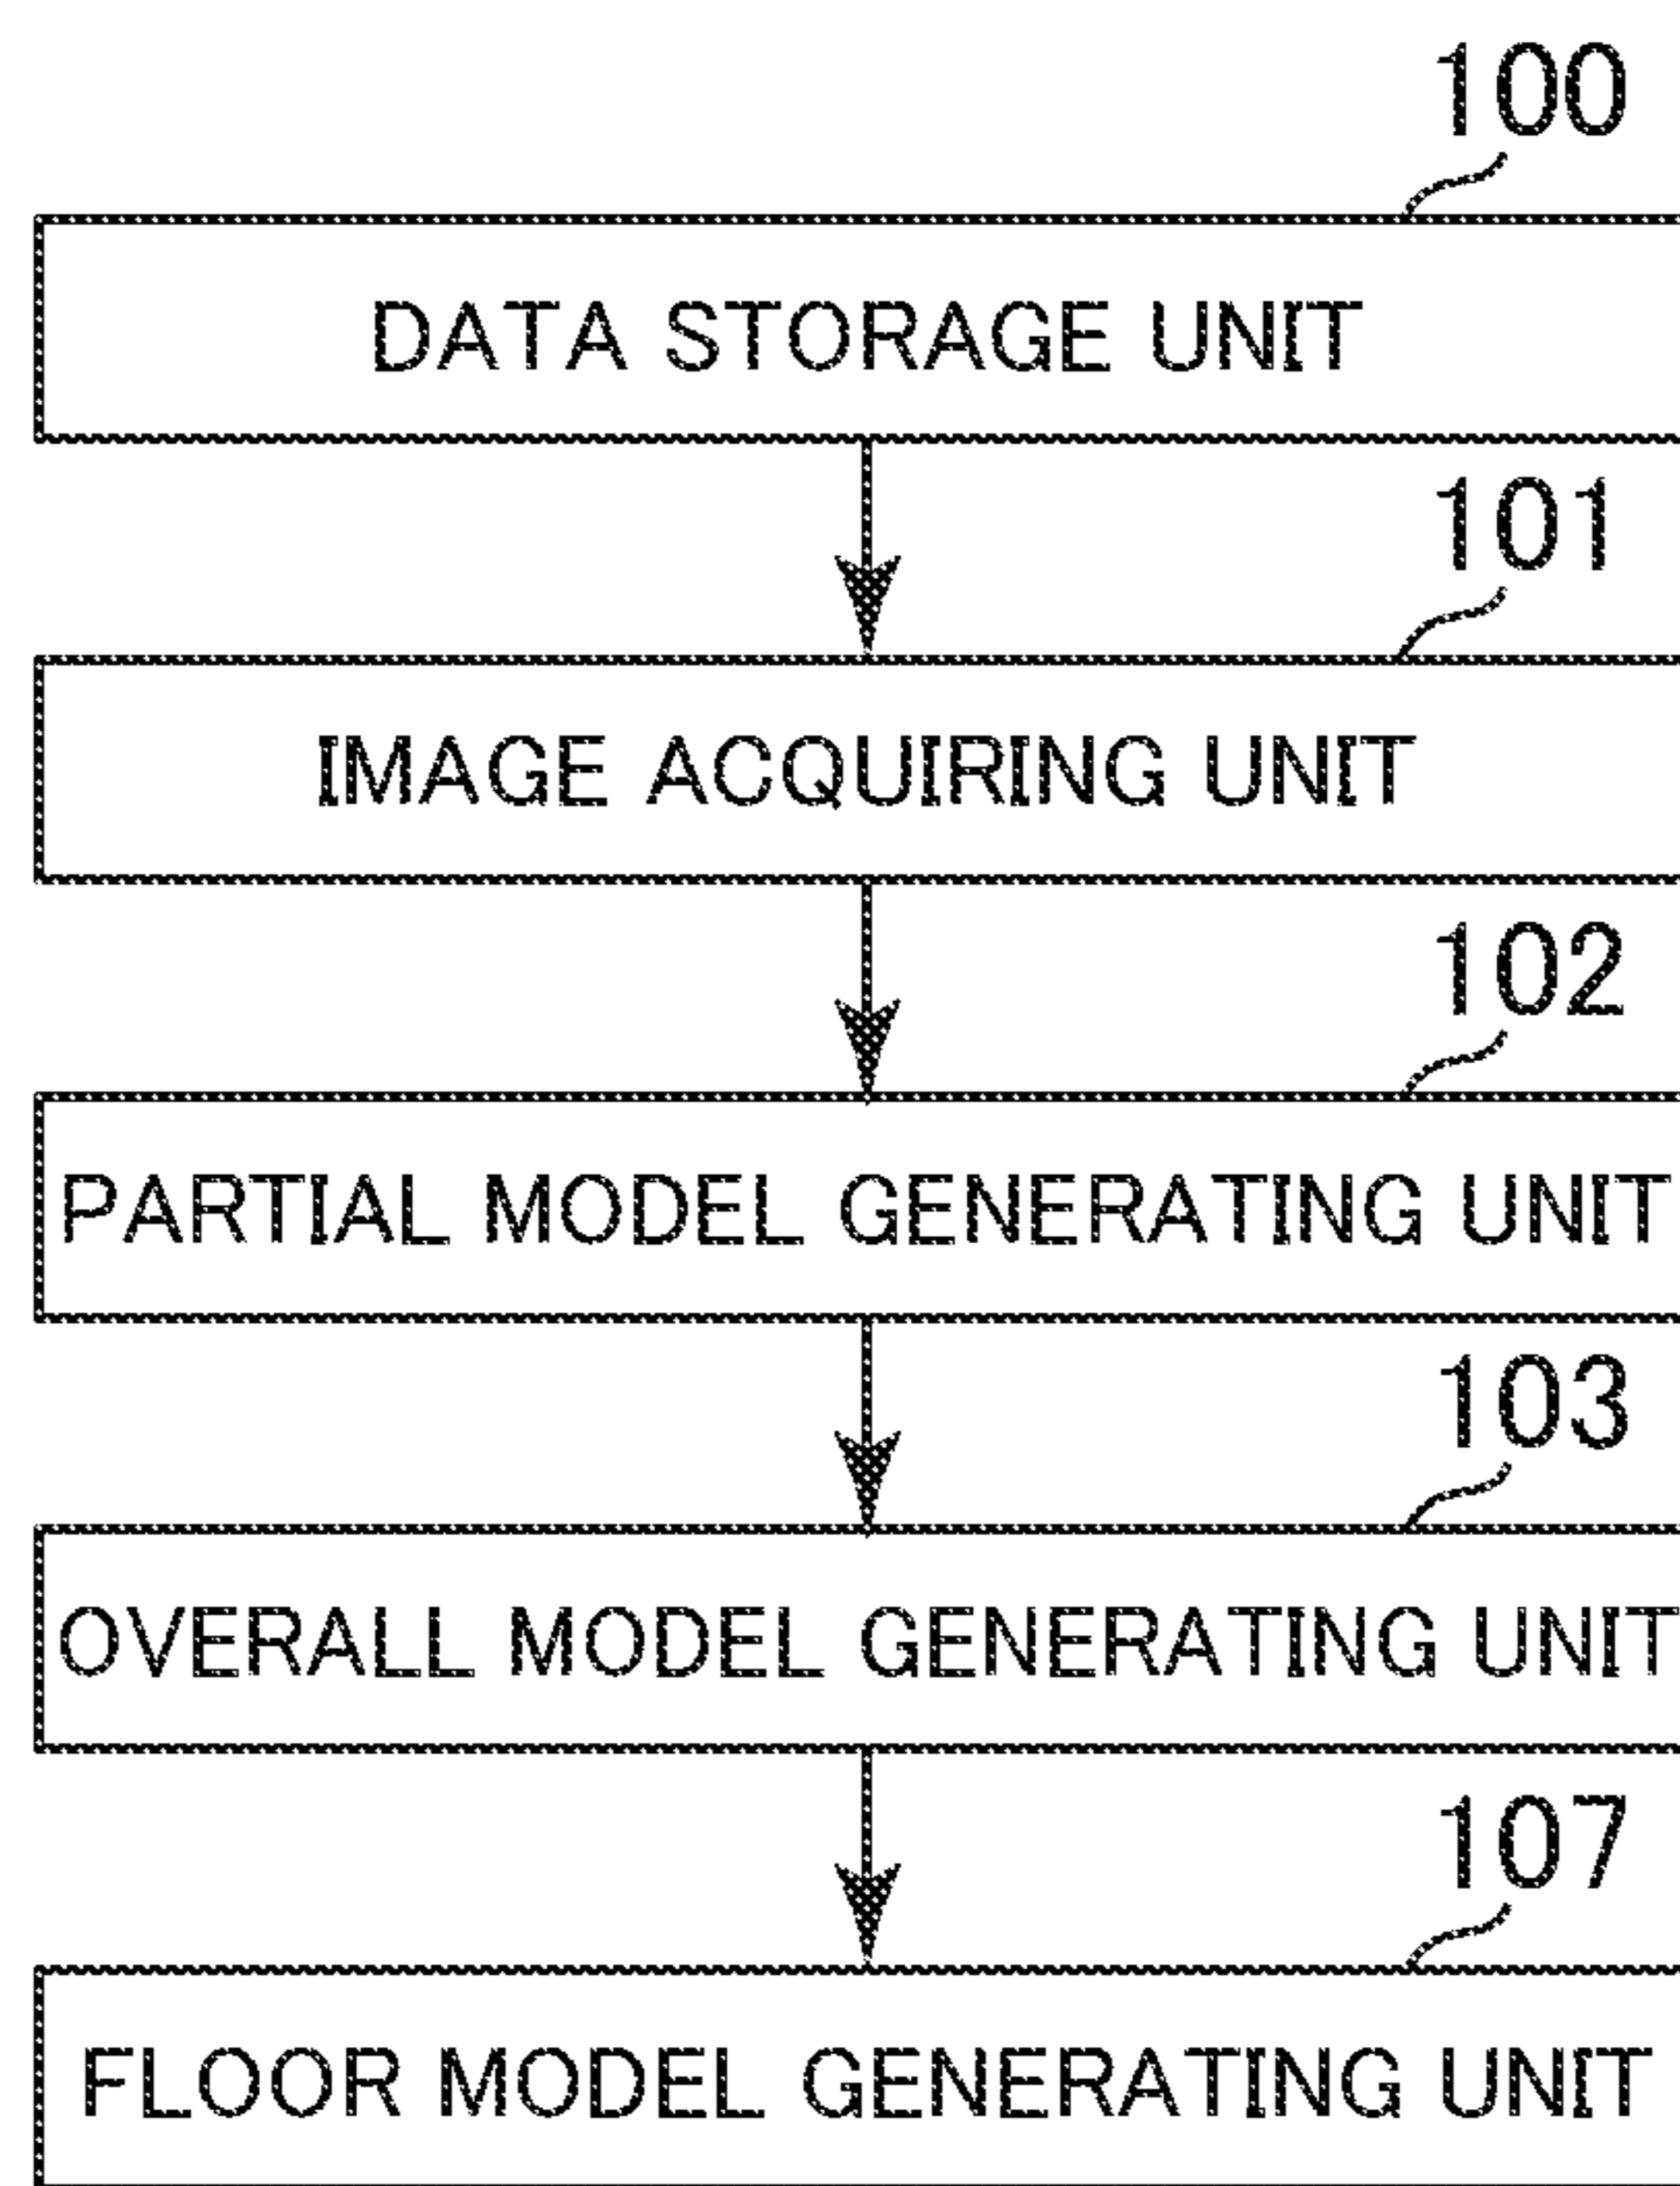 100
DATA STORAGE UNIT
101
IMAGE ACQUIRING UNIT
102
PARTIAL MODEL GENERATING UNIT
103
OVERALL MODEL GENERATING UNIT
107
FLOOR MODEL GENERATING UNIT